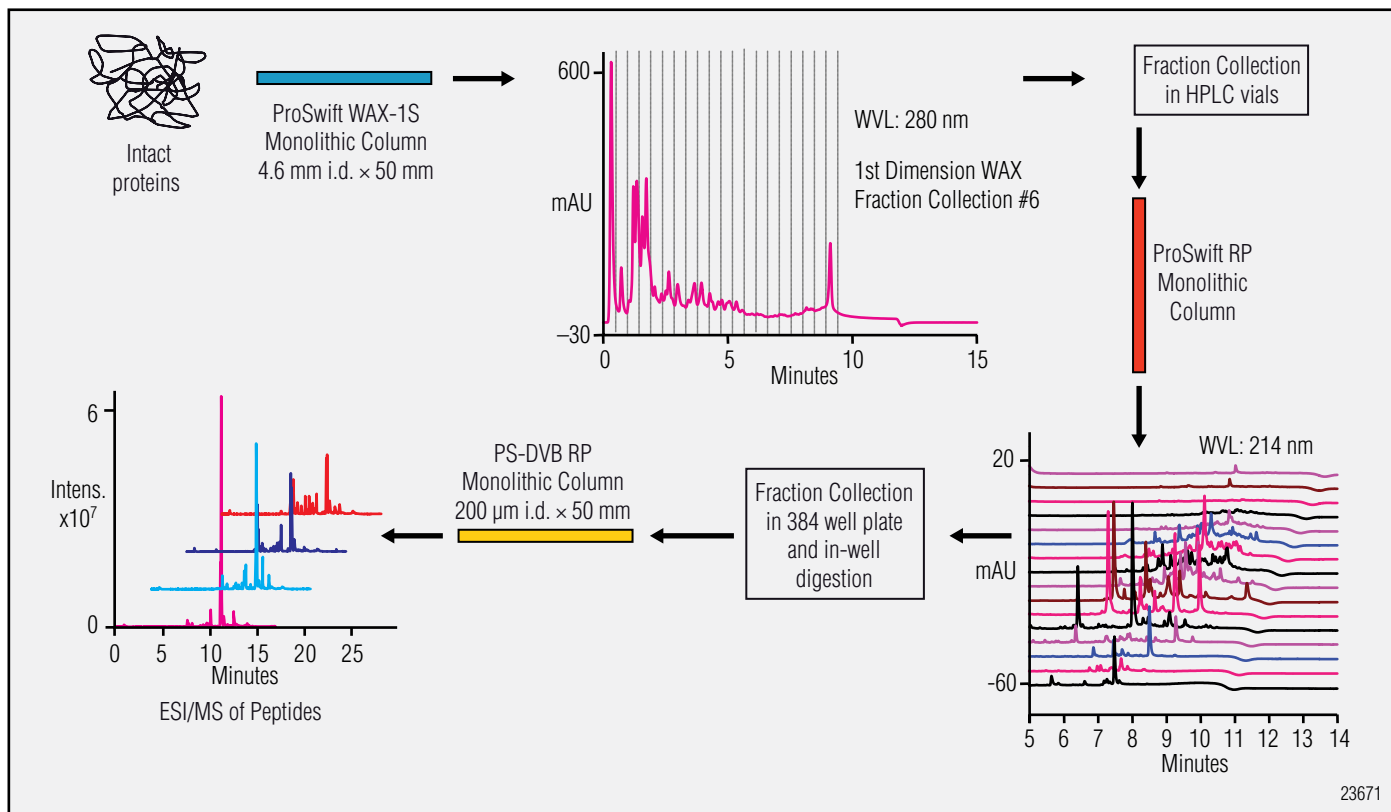 Intact
proteins
ProSwift WAX-1S
Monolithic Column
4.6 mm i.d. × 50 mm
600
mAU
–30
0
5
10
15
Minutes
WVL: 280 nm
1st Dimension WAX
Fraction Collection #6
Fraction Collection
in HPLC vials
ProSwift RP
Monolithic
Column
WVL: 214 nm
20
mAU
-60
5 6 7 8 9 10 11 12 13 14
Minutes
Fraction Collection
in 384 well plate
and in-well
digestion
PS-DVB RP
Monolithic Column
200 µm i.d. × 50 mm
6
Intens.
x10⁷
0
0 5 10 15 20 25
Minutes
ESI/MS of Peptides
23671